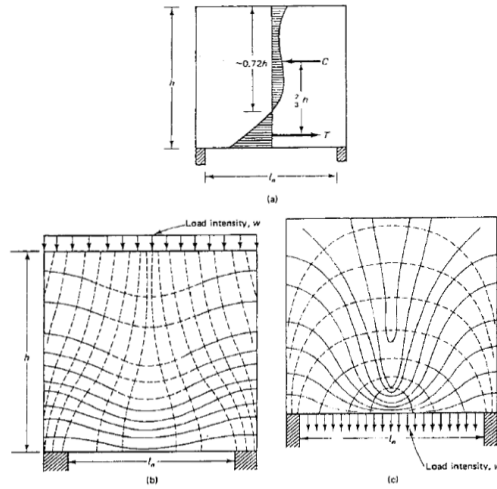 h
~0.72h
C
2/3 h
T
lₙ
(a)
Load intensity, w
h
lₙ
(b)
lₙ
Load intensity, w
(c)